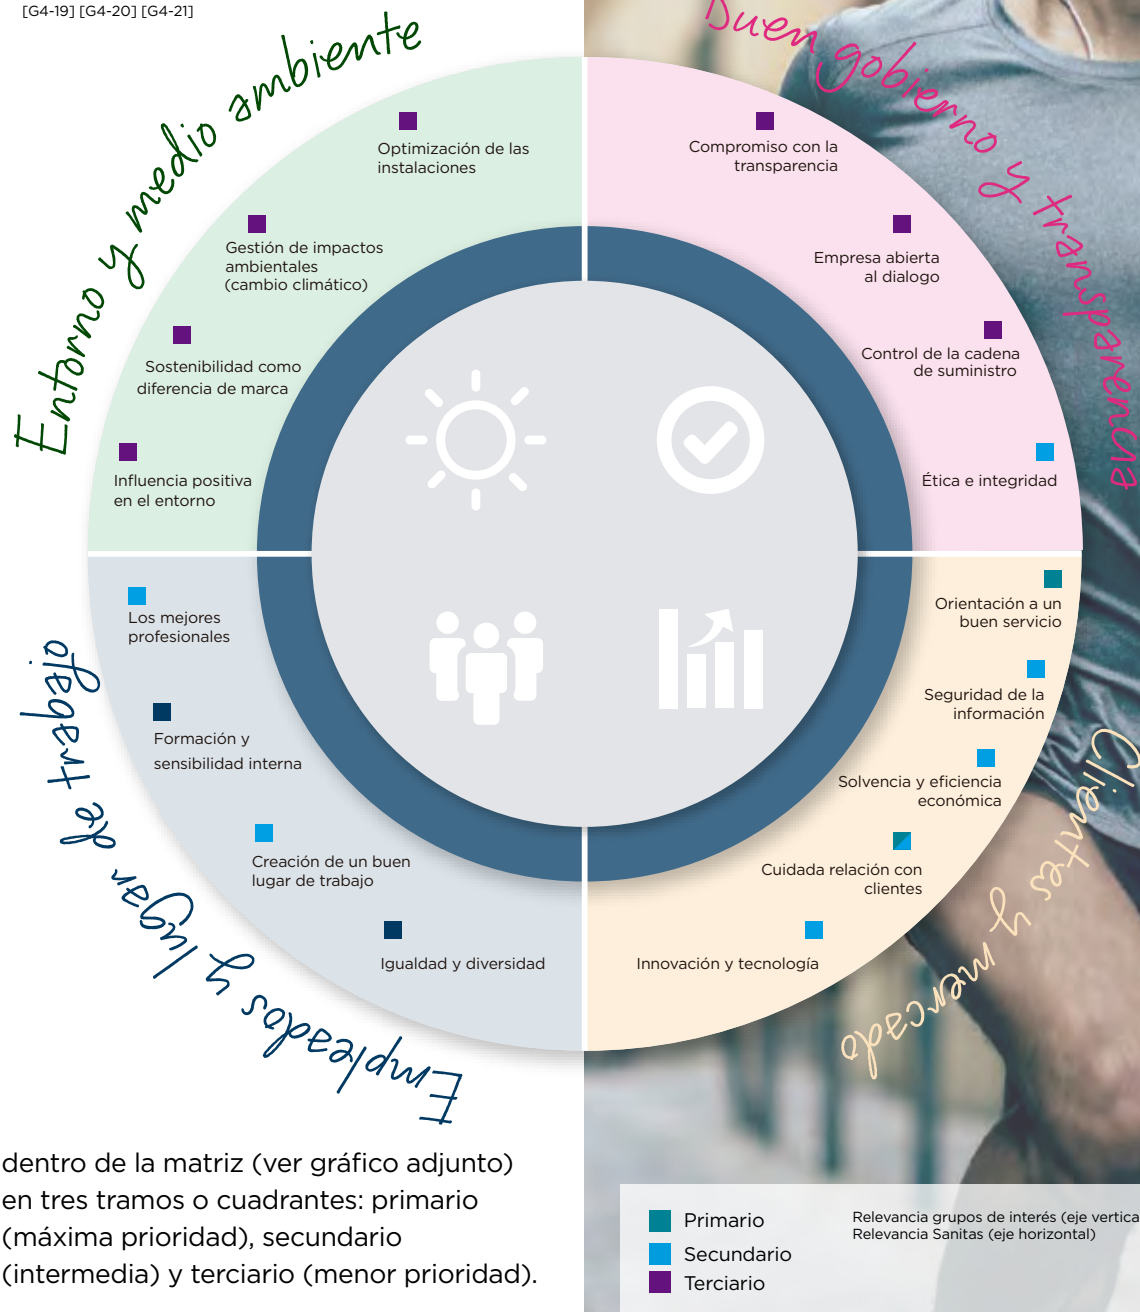 [G4-19] [G4-20] [G4-21]
Entorno y medio ambiente
Buen gobierno y transparencia
Optimización de las
instalaciones
Gestión de impactos
ambientales
(cambio climático)
Sostenibilidad como
diferencia de marca
Influencia positiva
en el entorno
Compromiso con la
transparencia
Empresa abierta
al dialogo
Control de la cadena
de suministro
Ética e integridad
Los mejores
profesionales
Formación y
sensibilidad interna
Creación de un buen
lugar de trabajo
Igualdad y diversidad
Empleados y lugar de trabajo
Orientación a un
buen servicio
Seguridad de la
información
Solvencia y eficiencia
económica
Cuidada relación con
clientes
Innovación y tecnología
Clientes y mercado
dentro de la matriz (ver gráfico adjunto)
en tres tramos o cuadrantes: primario
(máxima prioridad), secundario
(intermedia) y terciario (menor prioridad).
Primario
Secundario
Terciario
Relevancia grupos de interés (eje vertica
Relevancia Sanitas (eje horizontal)